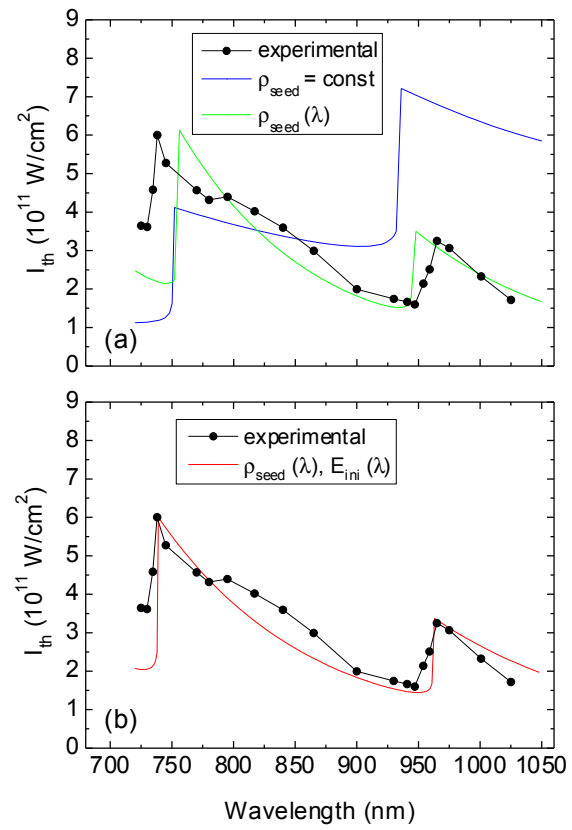 9
8
7
6
5
4
3
2
1
0
I_th (10^11 W/cm^2)
experimental
ρ_seed = const
ρ_seed (λ)
(a)
9
8
7
6
5
4
3
2
1
0
I_th (10^11 W/cm^2)
experimental
ρ_seed (λ), E_ini (λ)
(b)
700 750 800 850 900 950 1000 1050
Wavelength (nm)